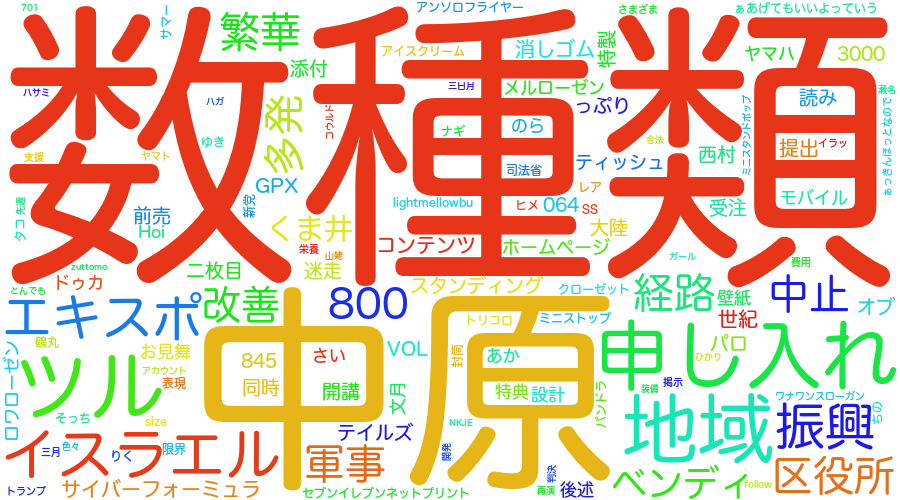 数種類
中原
申し入れ
ツル
イスラエル
地域
エキスポ
800
繁華
多発
改善
経路
中止
振興
区役所
軍事
ベンディ
くま井
コンテンツ
サイバーフォーミュラ
スタンディング
ホームページ
ティッシュ
メルローゼン
消しゴム
添付
特製
っぷり
GPX
064
のら
大陸
SS
西村
受注
提出
イラッ
読み
モバイル
ヤマハ
3000
ぁあげてもいいよっていう
さまざま
アンソロフライヤー
アイスクリーム
サマー
701
ハサミ
ハガ
ゆき
コウルド
支援
ヤマト
三日月
ナギ
司法省
合法
ミニスタンドポップ
瀬名
ぁっきんほっとなので
レア
ヒメ
lightmellowbu
新党
前売
Hoi
タコ
先週
栄養
山姥
迷走
二枚目
zuttomo
とんでも
ドゥカ
ガール
費用
クローゼット
壁紙
世紀
オブ
パロ
ひかり
トリコロ
ミニストップ
封筒
あか
特典
設計
パンドラ
VOL
845
さい
同時
開講
文月
テイルズ
鶴丸
お見舞
アカウント
表現
ロワローゼン
そっち
size
三月
色々
りく
限界
トランプ
セブンイレブンネットプリント
NKJE
開発
再演
判決
後述
装備
掲示
ワナワンスローガン
ちの
follow